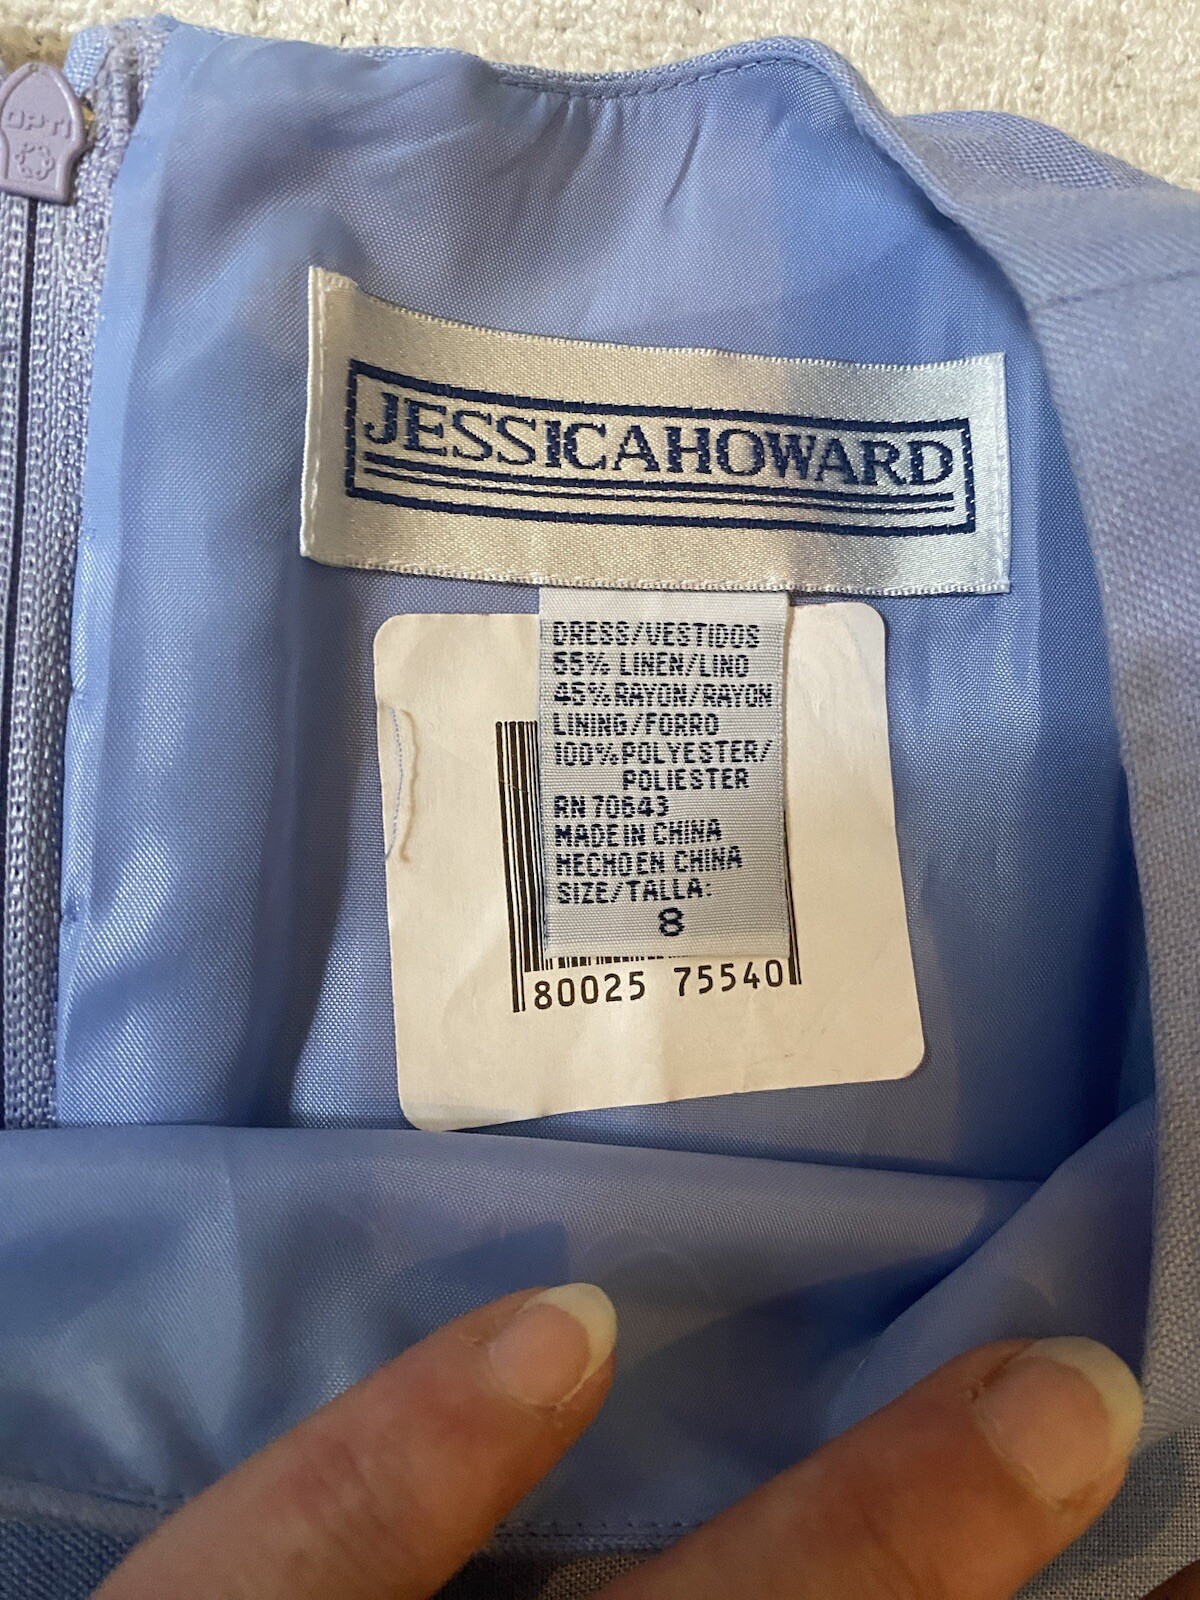 OPTI
JESSICAHOWARD
DRESS/VESTIDOS
55% LINEN/LINO
45% RAYON/RAYON
LINING/FORRO
100% POLYESTER/
POLIESTER
RN 70643
MADE IN CHINA
HECHO EN CHINA
SIZE/TALLA:
8
80025 75540